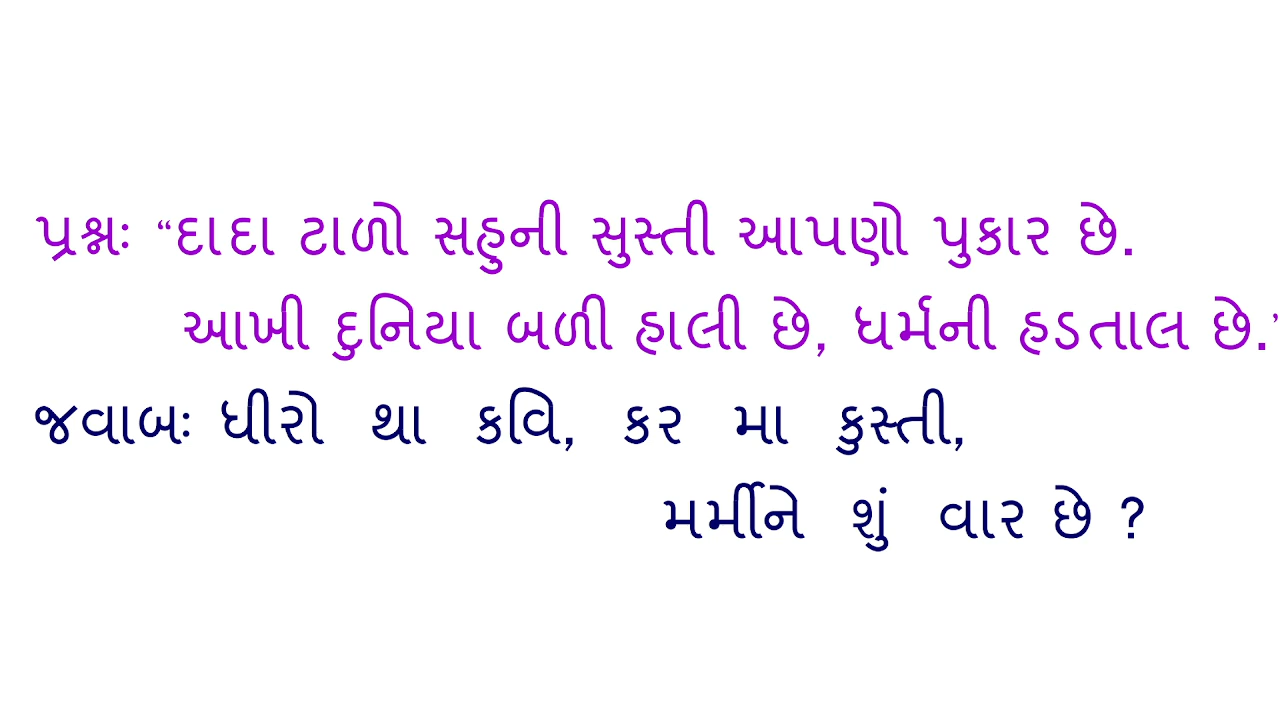 પ્રશ્નઃ “દાદા ટાળો સહુની સુસ્તી આપણો પુકાર છે.
આખી દુનિયા બળી હાલી છે, ધર્મની હડતાલ છે.’
જવાબઃ ધીરો થા કવિ, કર મા કુસ્તી,
મર્મીને શું વાર છે ?